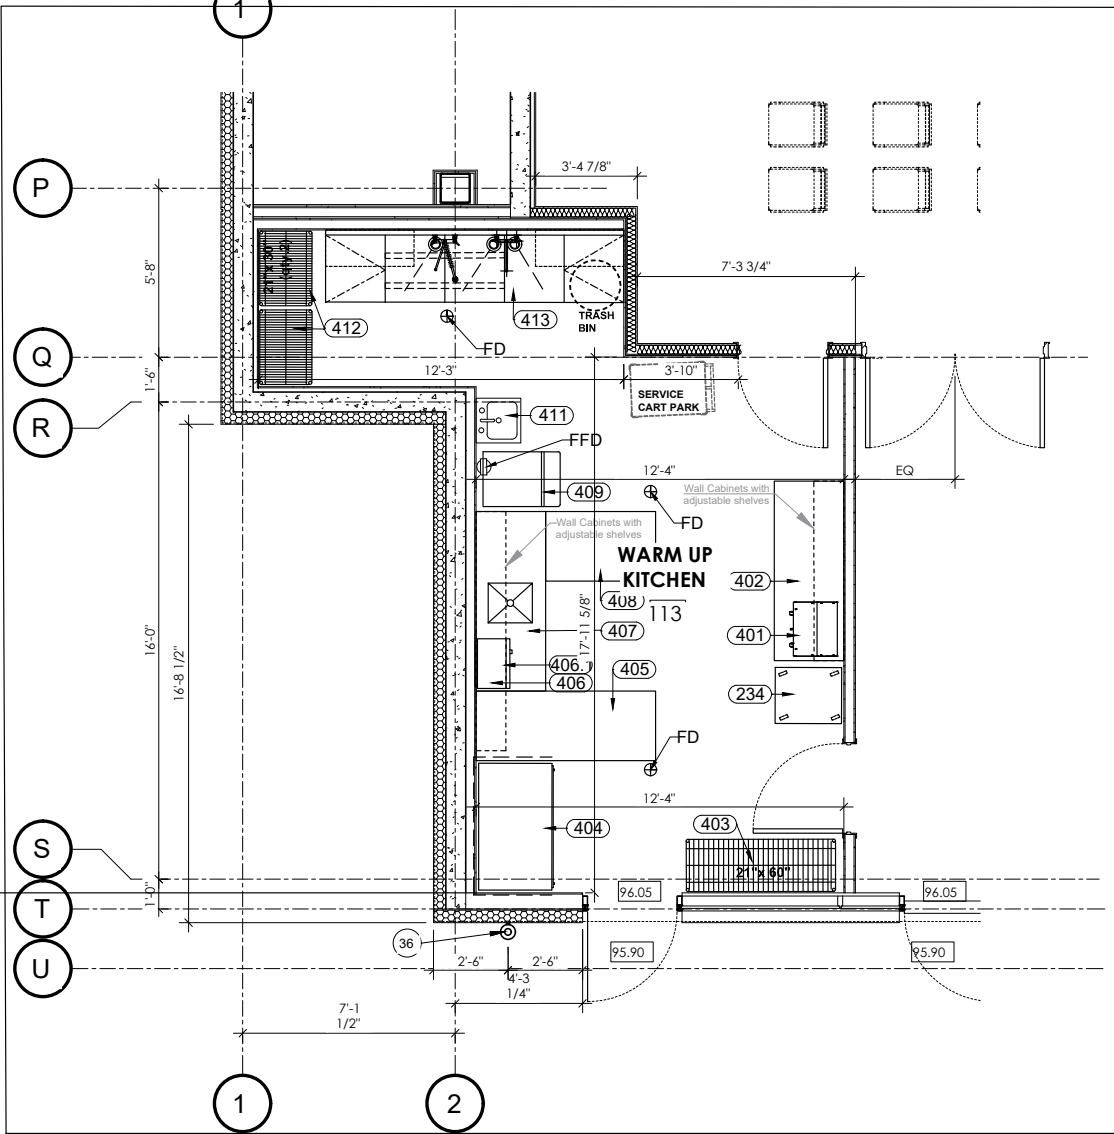 1
P
3'-4 7/8"
5'-8"
7'-3 3/4"
21" x 30"
(qty 2)
412
413
TRASH
BIN
FD
Q
12'-3"
3'-10"
1'-6"
SERVICE
CART PARK
R
411
FFD
12'-4"
EQ
409
Wall Cabinets with
adjustable shelves
FD
Wall Cabinets with
adjustable shelves
WARM UP
KITCHEN
113
402
408
17'-11 5/8"
407
401
16'-0"
16'-8 1/2"
406.1
406
405
234
FD
12'-4"
404
403
21"x 60"
S
1'-0"
96.05
96.05
T
36
95.90
95.90
U
2'-6"
2'-6"
4'-3
1/4"
7'-1
1/2"
1
2